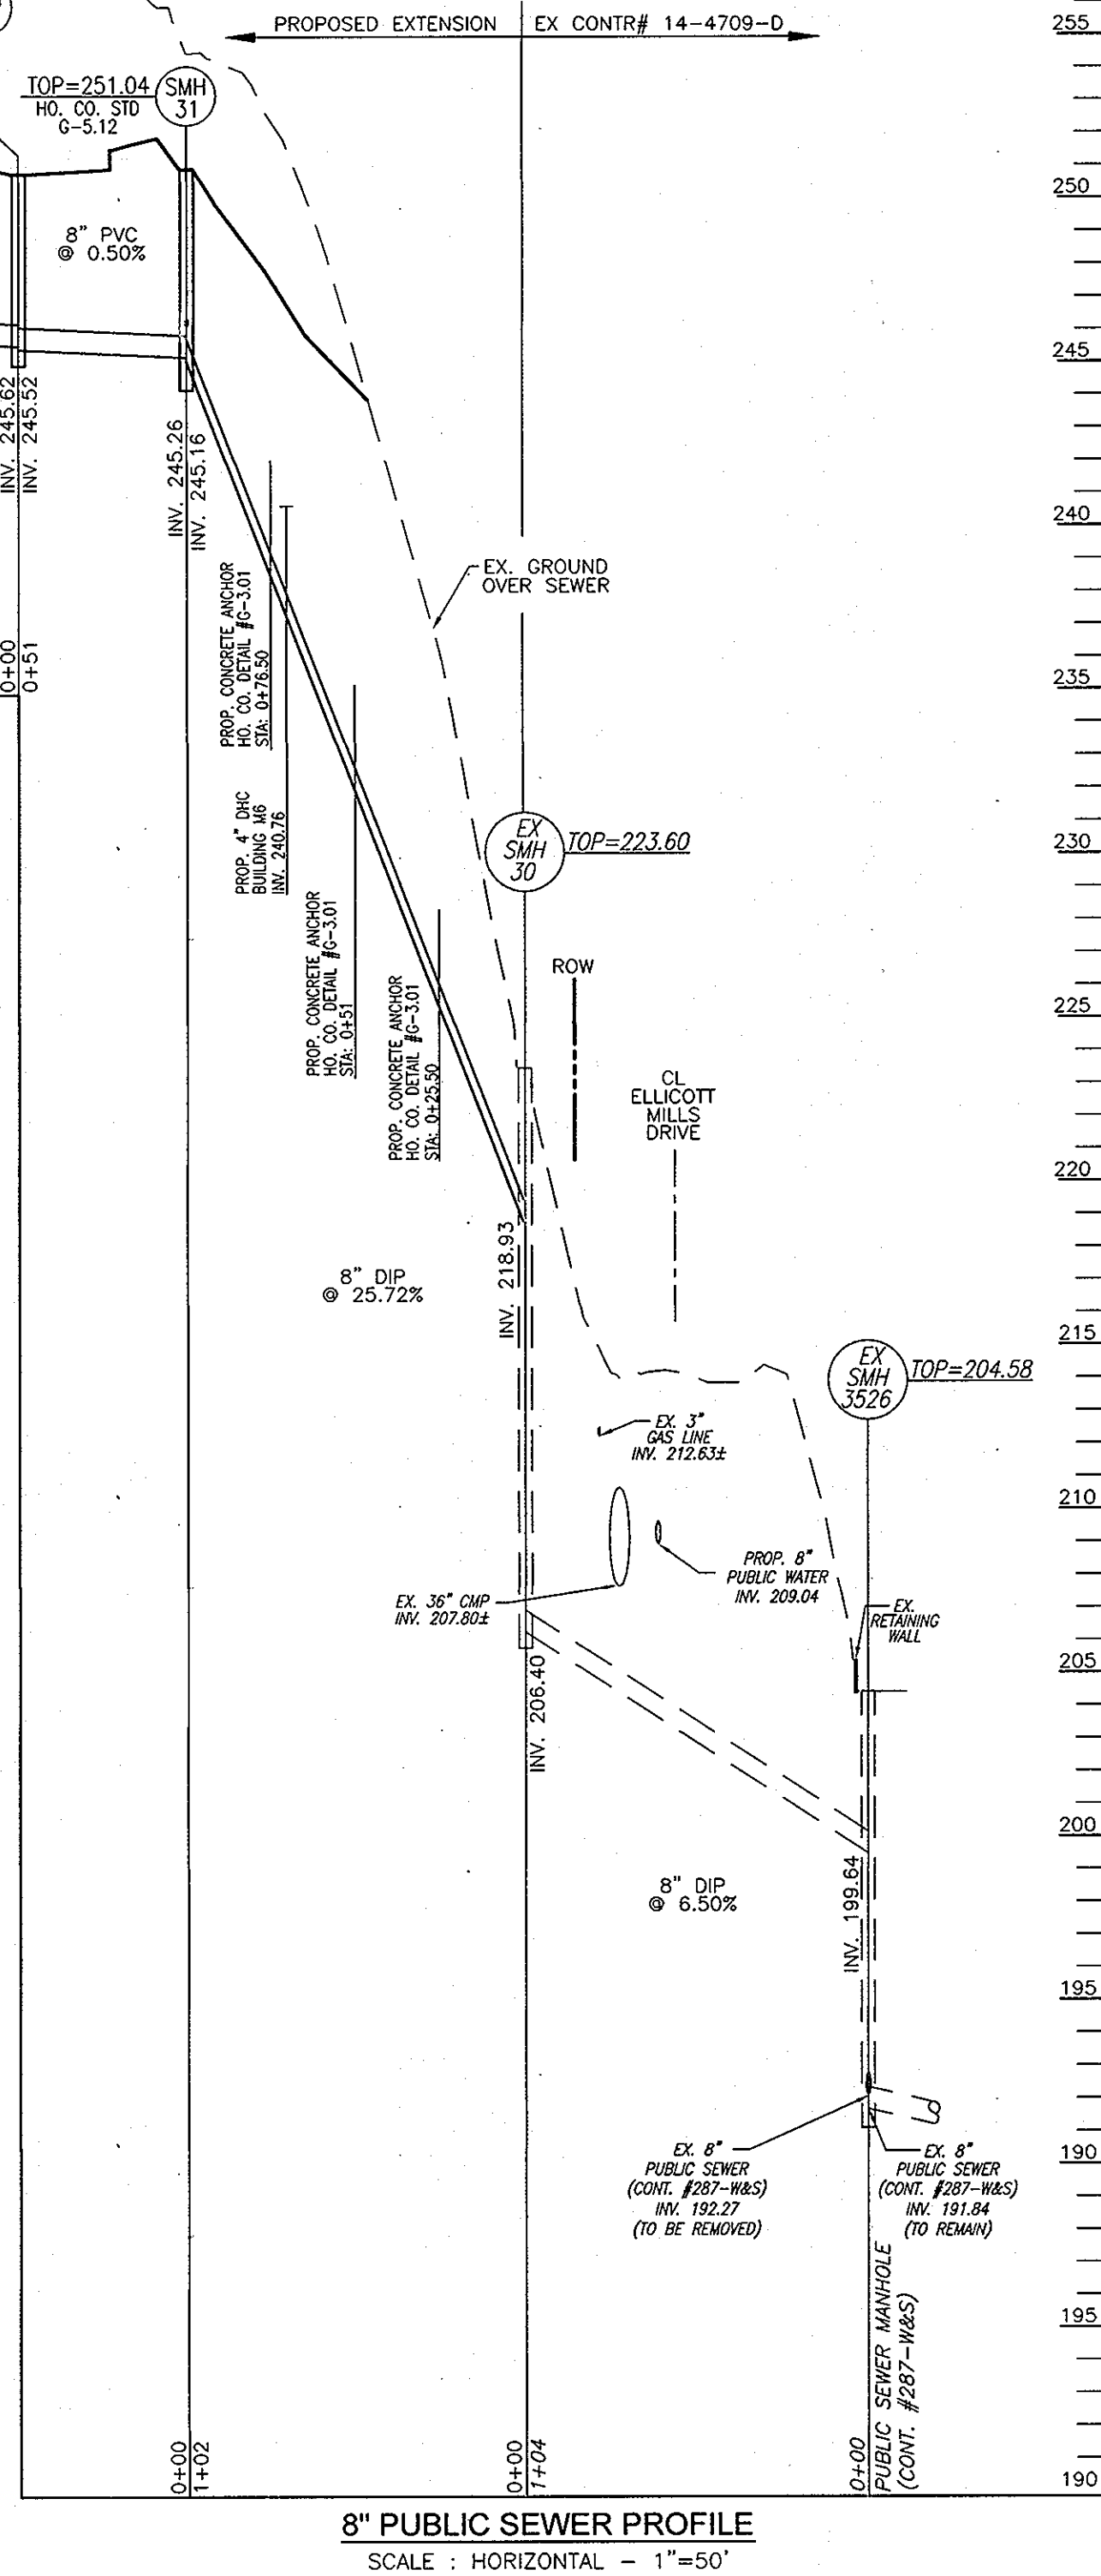 PROPOSED EXTENSION
EX CONTR# 14-4709-D
TOP=251.04
HO. CO. STD
G-5.12
SMH
31
8" PVC
@ 0.50%
INV. 245.62
INV. 245.52
INV. 245.26
INV. 245.16
0+00
0+51
PROP. CONCRETE ANCHOR
HO. CO. DETAIL #G-3.01
STA: 0+76.50
PROP. 4" DHC
BUILDING M6
INV. 240.76
PROP. CONCRETE ANCHOR
HO. CO. DETAIL #G-3.01
STA: 0+51
PROP. CONCRETE ANCHOR
HO. CO. DETAIL #G-3.01
STA: 0+25.50
EX. GROUND
OVER SEWER
EX
SMH
30
TOP=223.60
ROW
CL
ELLICOTT
MILLS
DRIVE
INV. 218.93
8" DIP
@ 25.72%
EX
SMH
3526
TOP=204.58
EX. 3"
GAS LINE
INV. 212.63±
PROP. 8"
PUBLIC WATER
INV. 209.04
EX. 36" CMP
INV. 207.80±
EX.
RETAINING
WALL
INV. 206.40
8" DIP
@ 6.50%
INV. 199.64
EX. 8"
PUBLIC SEWER
(CONT. #287-W&S)
INV. 192.27
(TO BE REMOVED)
EX. 8"
PUBLIC SEWER
(CONT. #287-W&S)
INV. 191.84
(TO REMAIN)
PUBLIC SEWER MANHOLE
(CONT. #287-W&S)
0+00
1+02
0+00
1+04
0+00
255
250
245
240
235
230
225
220
215
210
205
200
195
190
195
190
8" PUBLIC SEWER PROFILE
SCALE : HORIZONTAL - 1"=50'